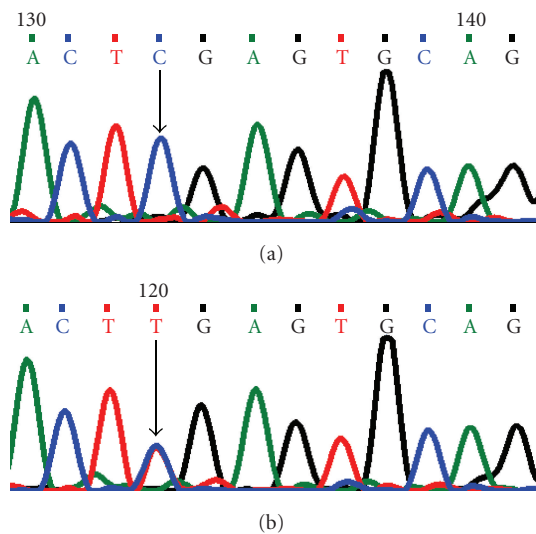 130 140
A C T C G A G T G C A G
(a)
120
A C T T G A G T G C A G
(b)